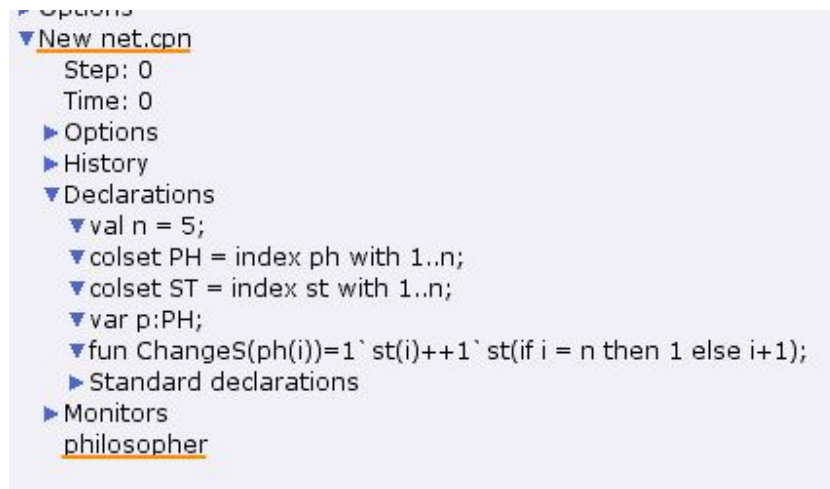 Options
New net.cpn
Step: 0
Time: 0
Options
History
Declarations
val n = 5;
colset PH = index ph with 1..n;
colset ST = index st with 1..n;
var p:PH;
fun ChangeS(ph(i))=1`st(i)++1`st(if i = n then 1 else i+1);
Standard declarations
Monitors
philosopher